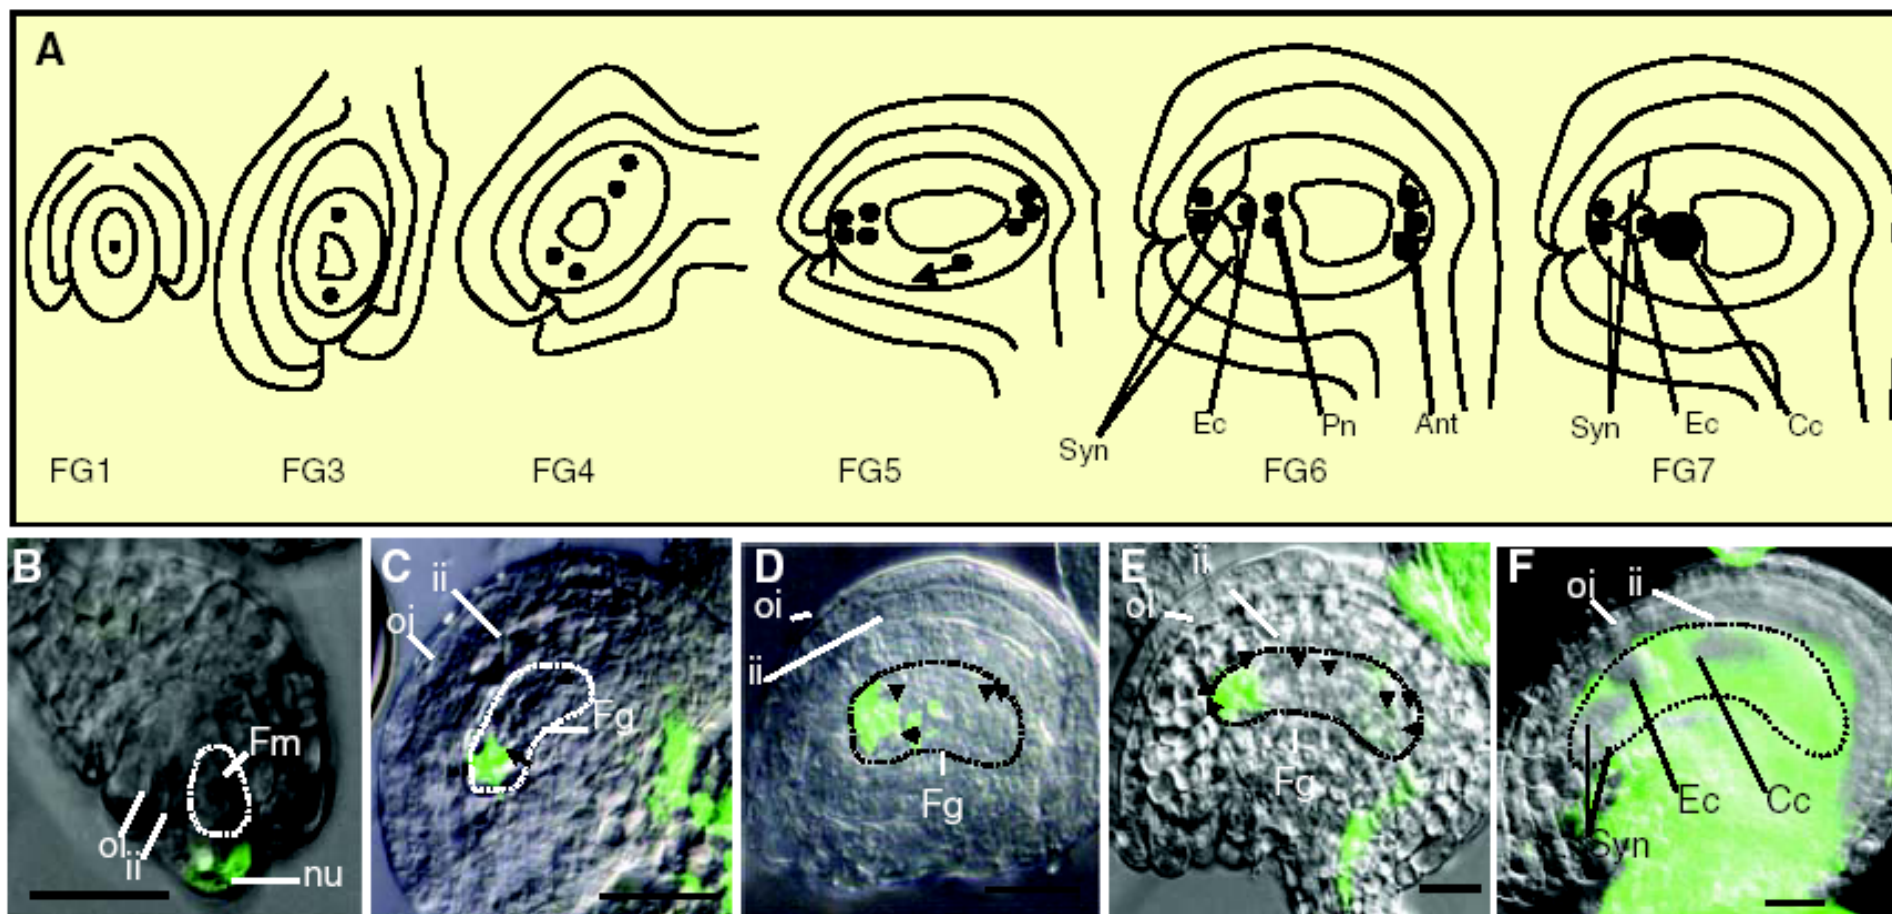 A
Syn Ec Pn Ant Syn Ec Cc
FG1 FG3 FG4 FG5 FG6 FG7
B Fm oi ii nu
C ii oi Fg
D oi ii Fg
E ii oi Fg
F oi ii Ec Cc Syn